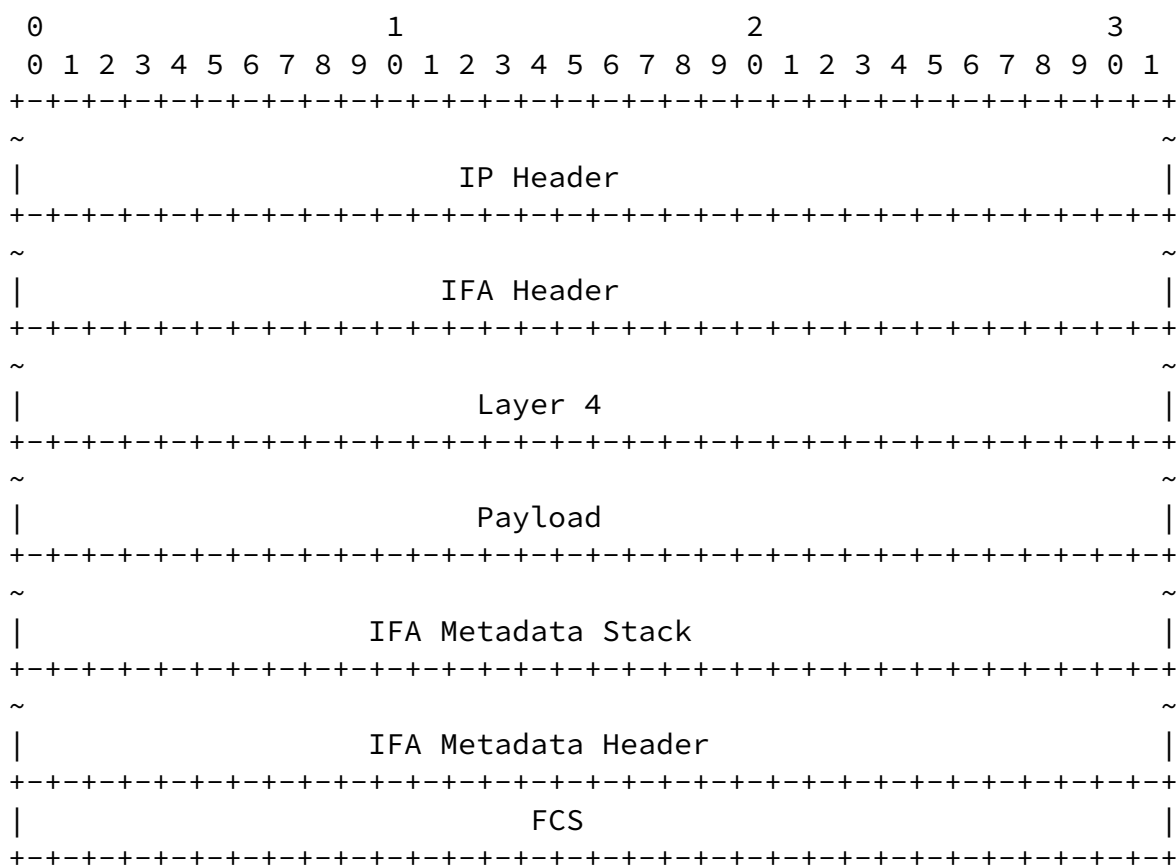 0                   1                   2                   3
 0 1 2 3 4 5 6 7 8 9 0 1 2 3 4 5 6 7 8 9 0 1 2 3 4 5 6 7 8 9 0 1
+-+-+-+-+-+-+-+-+-+-+-+-+-+-+-+-+-+-+-+-+-+-+-+-+-+-+-+-+-+-+-+-+
~                                                               ~
|                        IP Header                              |
+-+-+-+-+-+-+-+-+-+-+-+-+-+-+-+-+-+-+-+-+-+-+-+-+-+-+-+-+-+-+-+-+
~                                                               ~
|                       IFA Header                              |
+-+-+-+-+-+-+-+-+-+-+-+-+-+-+-+-+-+-+-+-+-+-+-+-+-+-+-+-+-+-+-+-+
~                                                               ~
|                         Layer 4                               |
+-+-+-+-+-+-+-+-+-+-+-+-+-+-+-+-+-+-+-+-+-+-+-+-+-+-+-+-+-+-+-+-+
~                                                               ~
|                         Payload                               |
+-+-+-+-+-+-+-+-+-+-+-+-+-+-+-+-+-+-+-+-+-+-+-+-+-+-+-+-+-+-+-+-+
~                                                               ~
|                   IFA Metadata Stack                          |
+-+-+-+-+-+-+-+-+-+-+-+-+-+-+-+-+-+-+-+-+-+-+-+-+-+-+-+-+-+-+-+-+
~                                                               ~
|                   IFA Metadata Header                         |
+-+-+-+-+-+-+-+-+-+-+-+-+-+-+-+-+-+-+-+-+-+-+-+-+-+-+-+-+-+-+-+-+
|                            FCS                                |
+-+-+-+-+-+-+-+-+-+-+-+-+-+-+-+-+-+-+-+-+-+-+-+-+-+-+-+-+-+-+-+-+